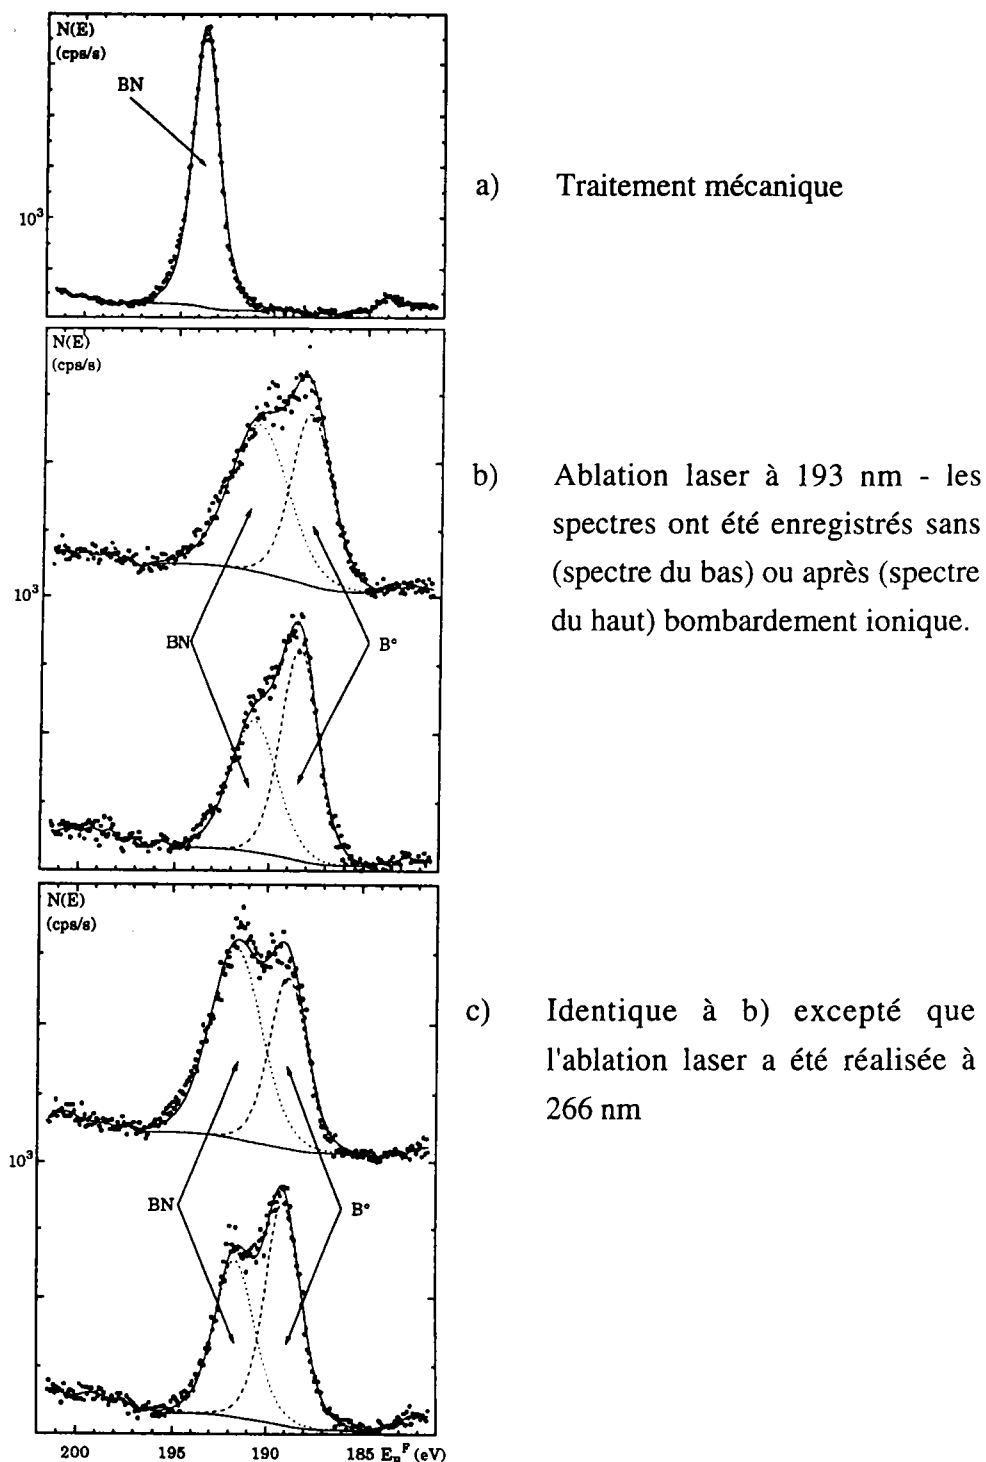 N(E)
(cps/s)
BN
10³
a) Traitement mécanique
N(E)
(cps/s)
10³
BN
B°
b) Ablation laser à 193 nm - les
spectres ont été enregistrés sans
(spectre du bas) ou après (spectre
du haut) bombardement ionique.
N(E)
(cps/s)
10³
BN
B°
c) Identique à b) excepté que
l'ablation laser a été réalisée à
266 nm
200 195 190 185 E_B^F (eV)